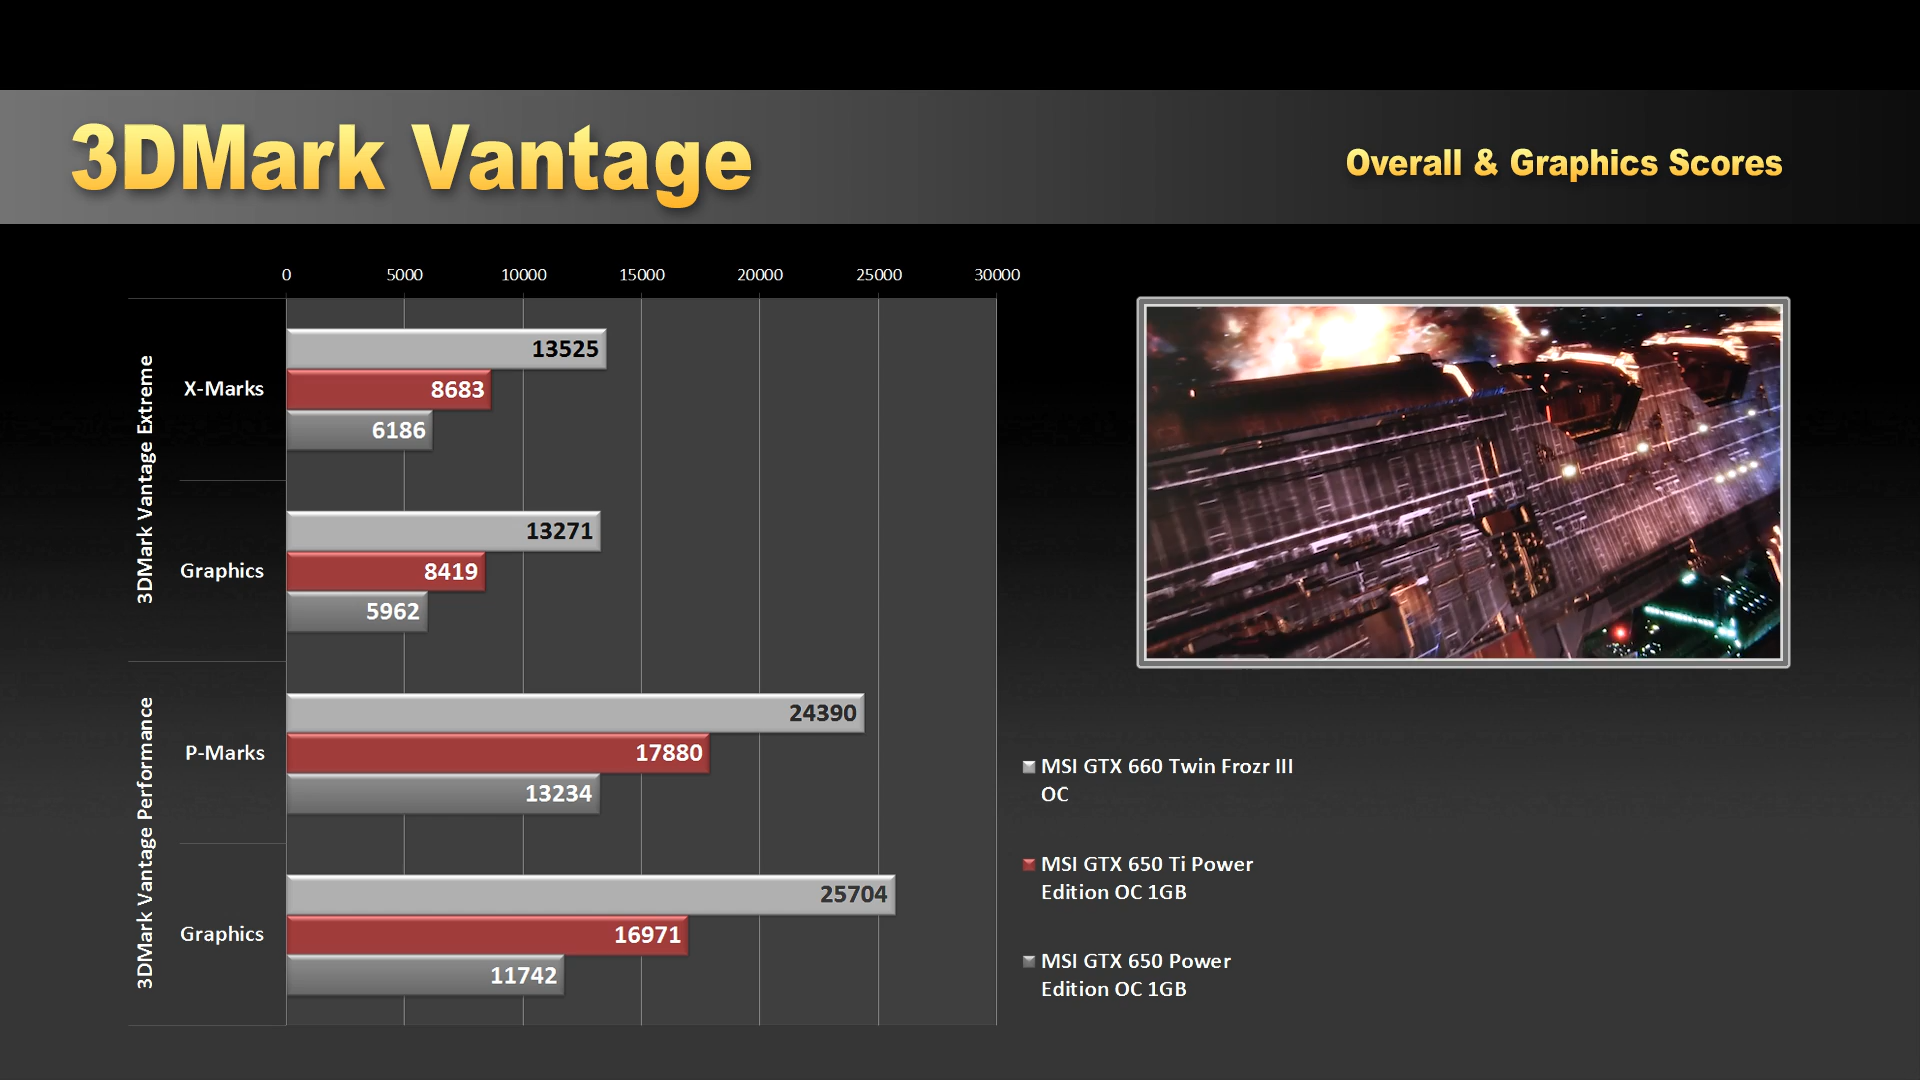 3DMark Vantage
Overall & Graphics Scores
0 5000 10000 15000 20000 25000 30000
3DMark Vantage Extreme
X-Marks
13525
8683
6186
Graphics
13271
8419
5962
3DMark Vantage Performance
P-Marks
24390
17880
13234
Graphics
25704
16971
11742
MSI GTX 660 Twin Frozr III
OC
MSI GTX 650 Ti Power
Edition OC 1GB
MSI GTX 650 Power
Edition OC 1GB